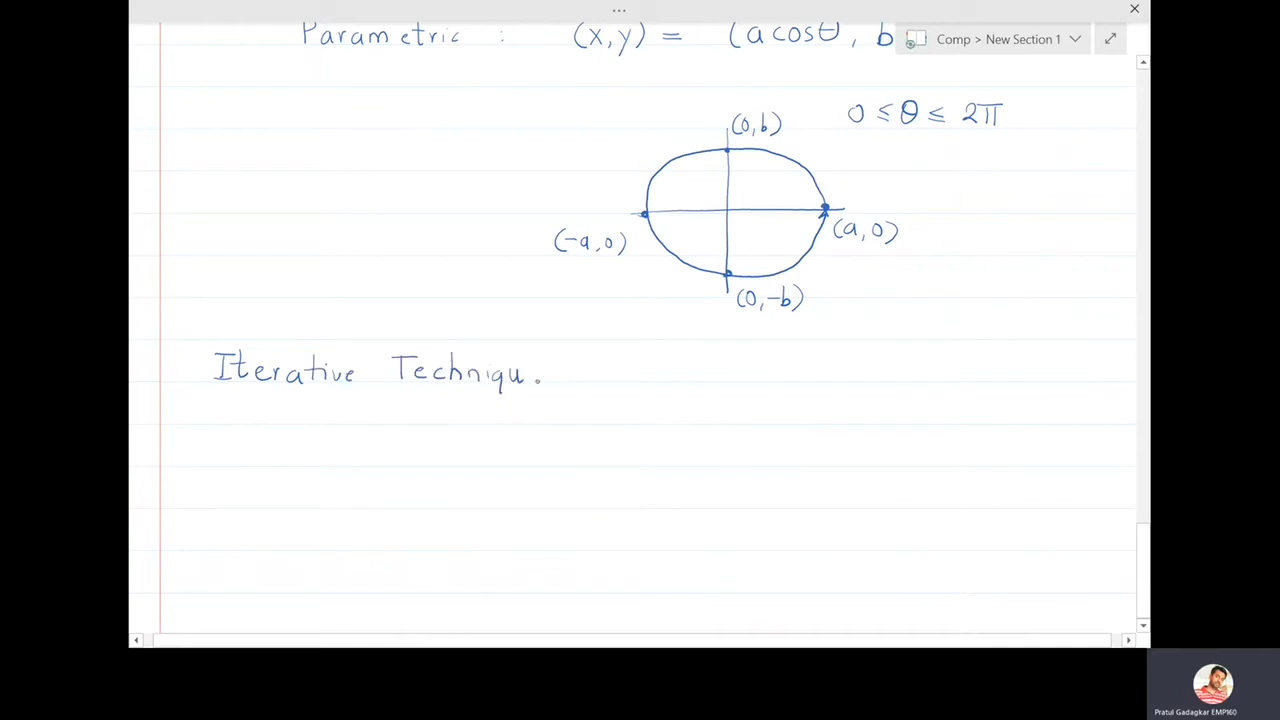 Parametric : (x,y) = (a cosθ, b
Comp > New Section 1
0 ≤ θ ≤ 2π
(0,b)
(a,0)
(-a,0)
(0,-b)
Iterative Techniqu.
Pratul Gadagkar EMP160